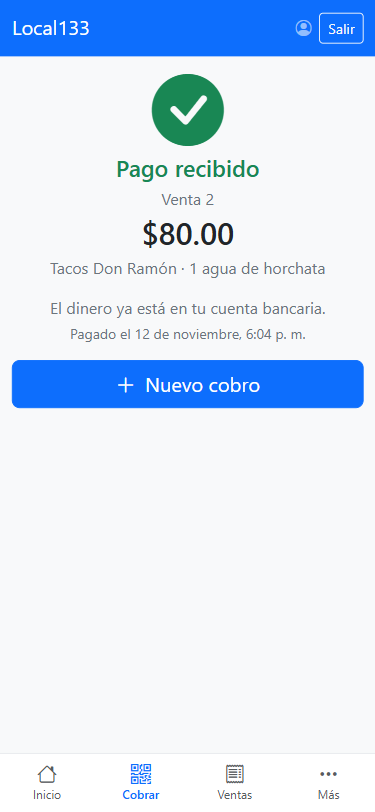 Local133
Salir
Pago recibido
Venta 2
$80.00
Tacos Don Ramón · 1 agua de horchata
El dinero ya está en tu cuenta bancaria.
Pagado el 12 de noviembre, 6:04 p. m.
+ Nuevo cobro
Inicio
Cobrar
Ventas
Más